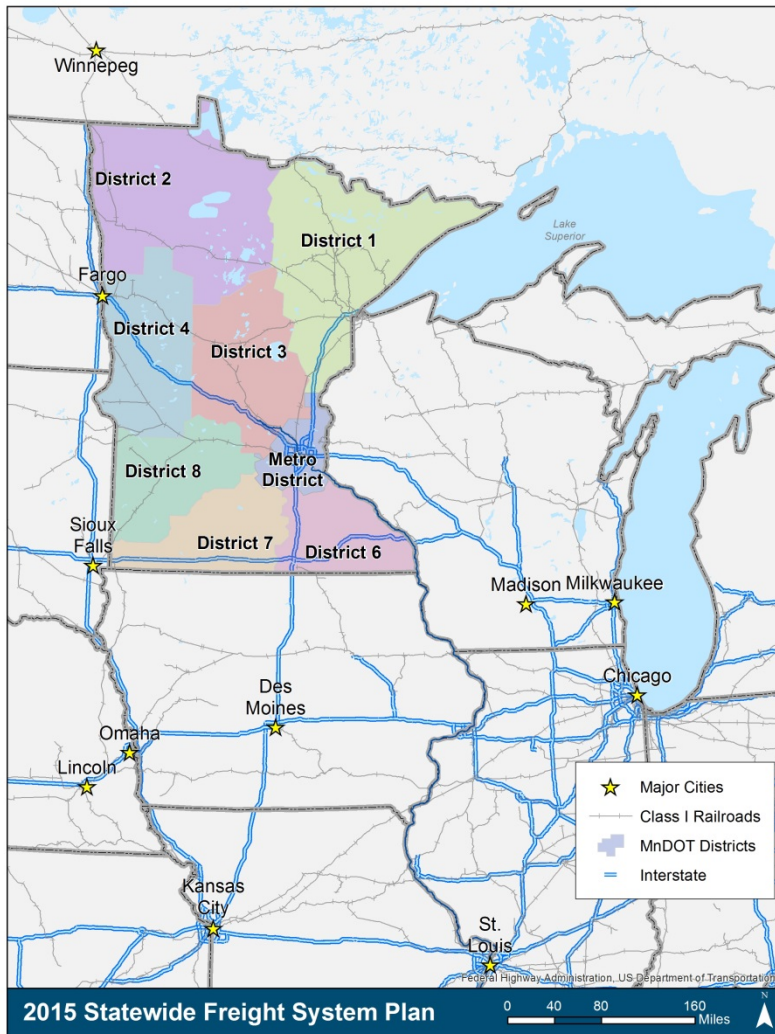 Winnepeg
District 2
District 1
Lake
Superior
Fargo
District 4
District 3
Metro
District
District 8
Sioux
Falls
District 7
District 6
Madison
Milkwaukee
Chicago
Des
Moines
Omaha
Lincoln
Kansas
City
St.
Louis
Major Cities
Class I Railroads
MnDOT Districts
Interstate
Federal Highway Administration, US Department of Transportation
2015 Statewide Freight System Plan
0 40 80 160
Miles
N